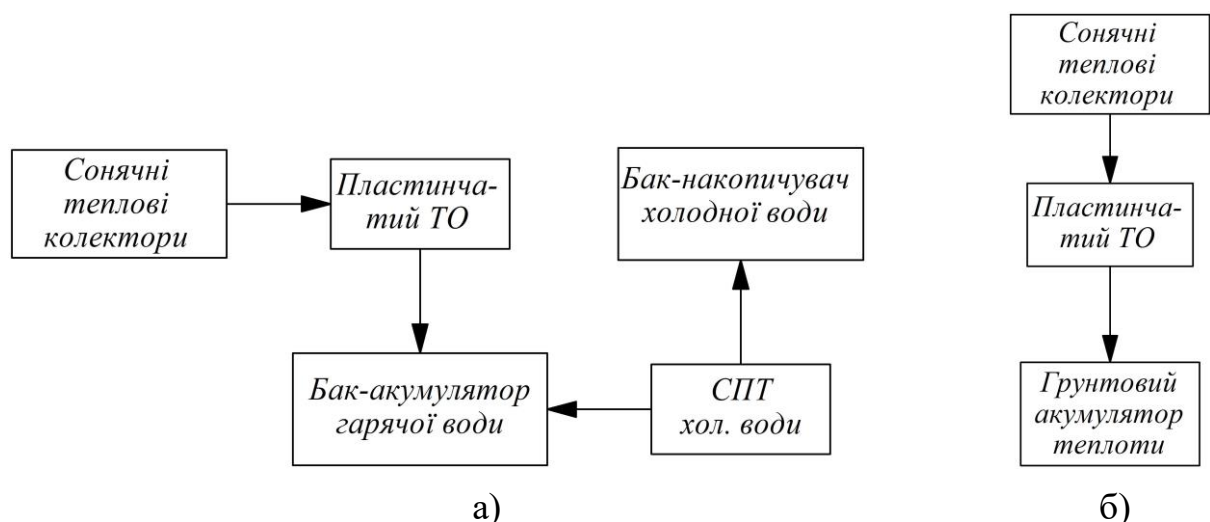 Сонячні
теплові
колектори
Пластинча-
тий ТО
Бак-накопичувач
холодної води
Бак-акумулятор
гарячої води
СПТ
хол. води
а)
Сонячні
теплові
колектори
Пластинча-
тий ТО
Грунтовий
акумулятор
теплоти
б)